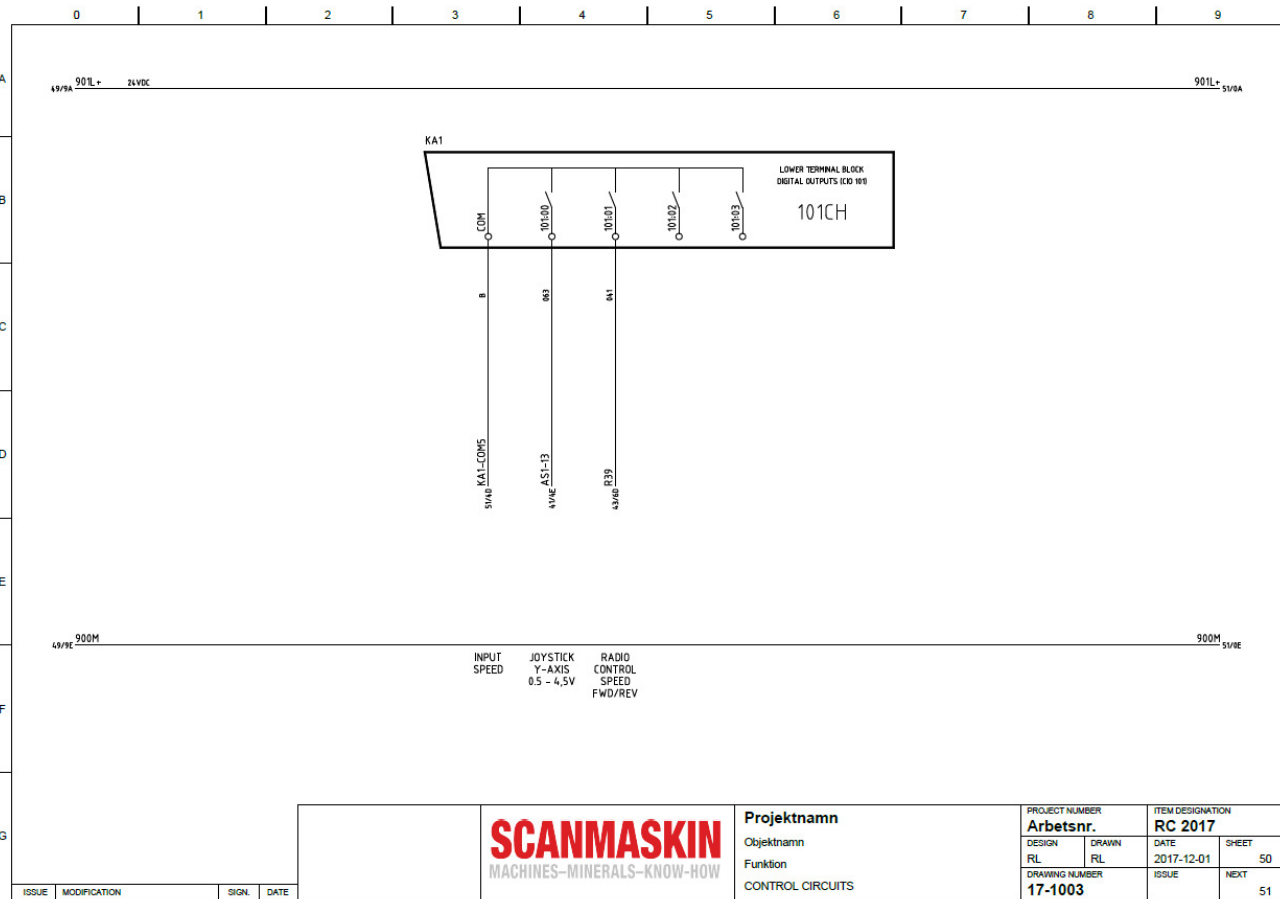 0 1 2 3 4 5 6 7 8 9
A
901L+ 24VDC 901L+
49/9A 51/0A
KA1
LOWER TERMINAL BLOCK
DIGITAL OUTPUTS (CIO 101)
101CH
B
COM
101:00
101:01
101:02
101:03
B
063
041
C
D
KA1-COM5
51/4D
AS1-13
41/4E
R39
43/6D
E
900M 900M
49/9E 51/0E
INPUT
SPEED
JOYSTICK
Y-AXIS
0.5 - 4,5V
RADIO
CONTROL
SPEED
FWD/REV
F
G
SCANMASKIN
MACHINES–MINERALS–KNOW-HOW
Projektnamn
Objektnamn
Funktion
CONTROL CIRCUITS
PROJECT NUMBER
Arbetsnr.
ITEM DESIGNATION
RC 2017
DESIGN DRAWN DATE SHEET
RL RL 2017-12-01 50
DRAWING NUMBER ISSUE NEXT
17-1003 51
ISSUE MODIFICATION SIGN. DATE